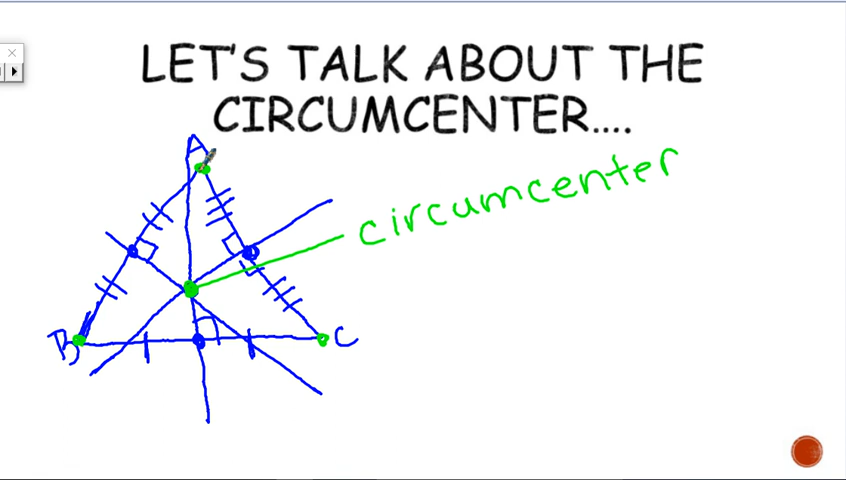 LET'S TALK ABOUT THE
CIRCUMCENTER....
A
circumcenter
B
C